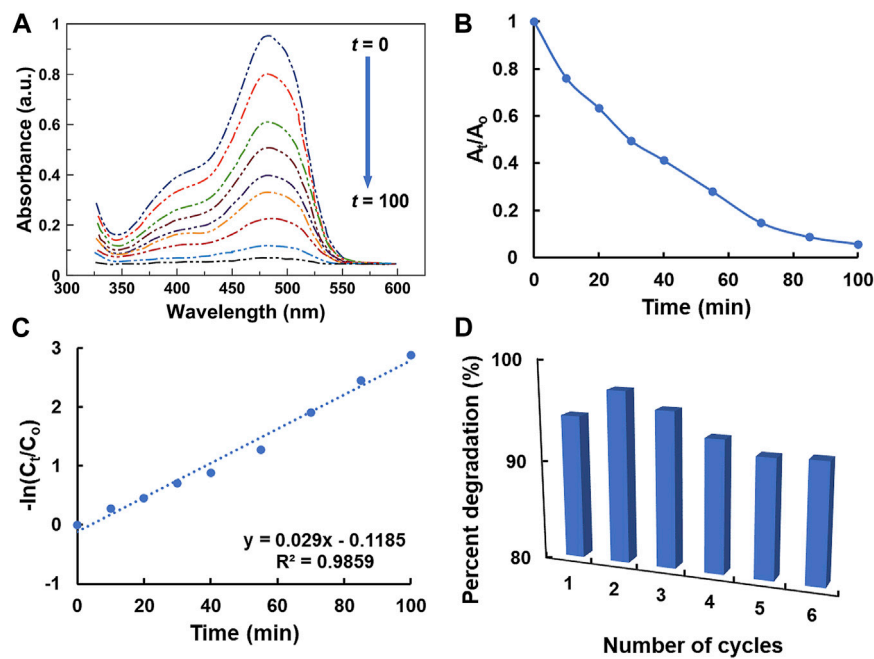 A
Absorbance (a.u.)
1
0.8
0.6
0.4
0.2
0
t = 0
t = 100
300 350 400 450 500 550 600
Wavelength (nm)
B
At/Ao
1
0.8
0.6
0.4
0.2
0
0 20 40 60 80 100
Time (min)
C
-ln(Ct/Co)
3
2
1
0
-1
y = 0.029x - 0.1185
R² = 0.9859
0 20 40 60 80 100
Time (min)
D
Percent degradation (%)
100
90
80
1 2 3 4 5 6
Number of cycles